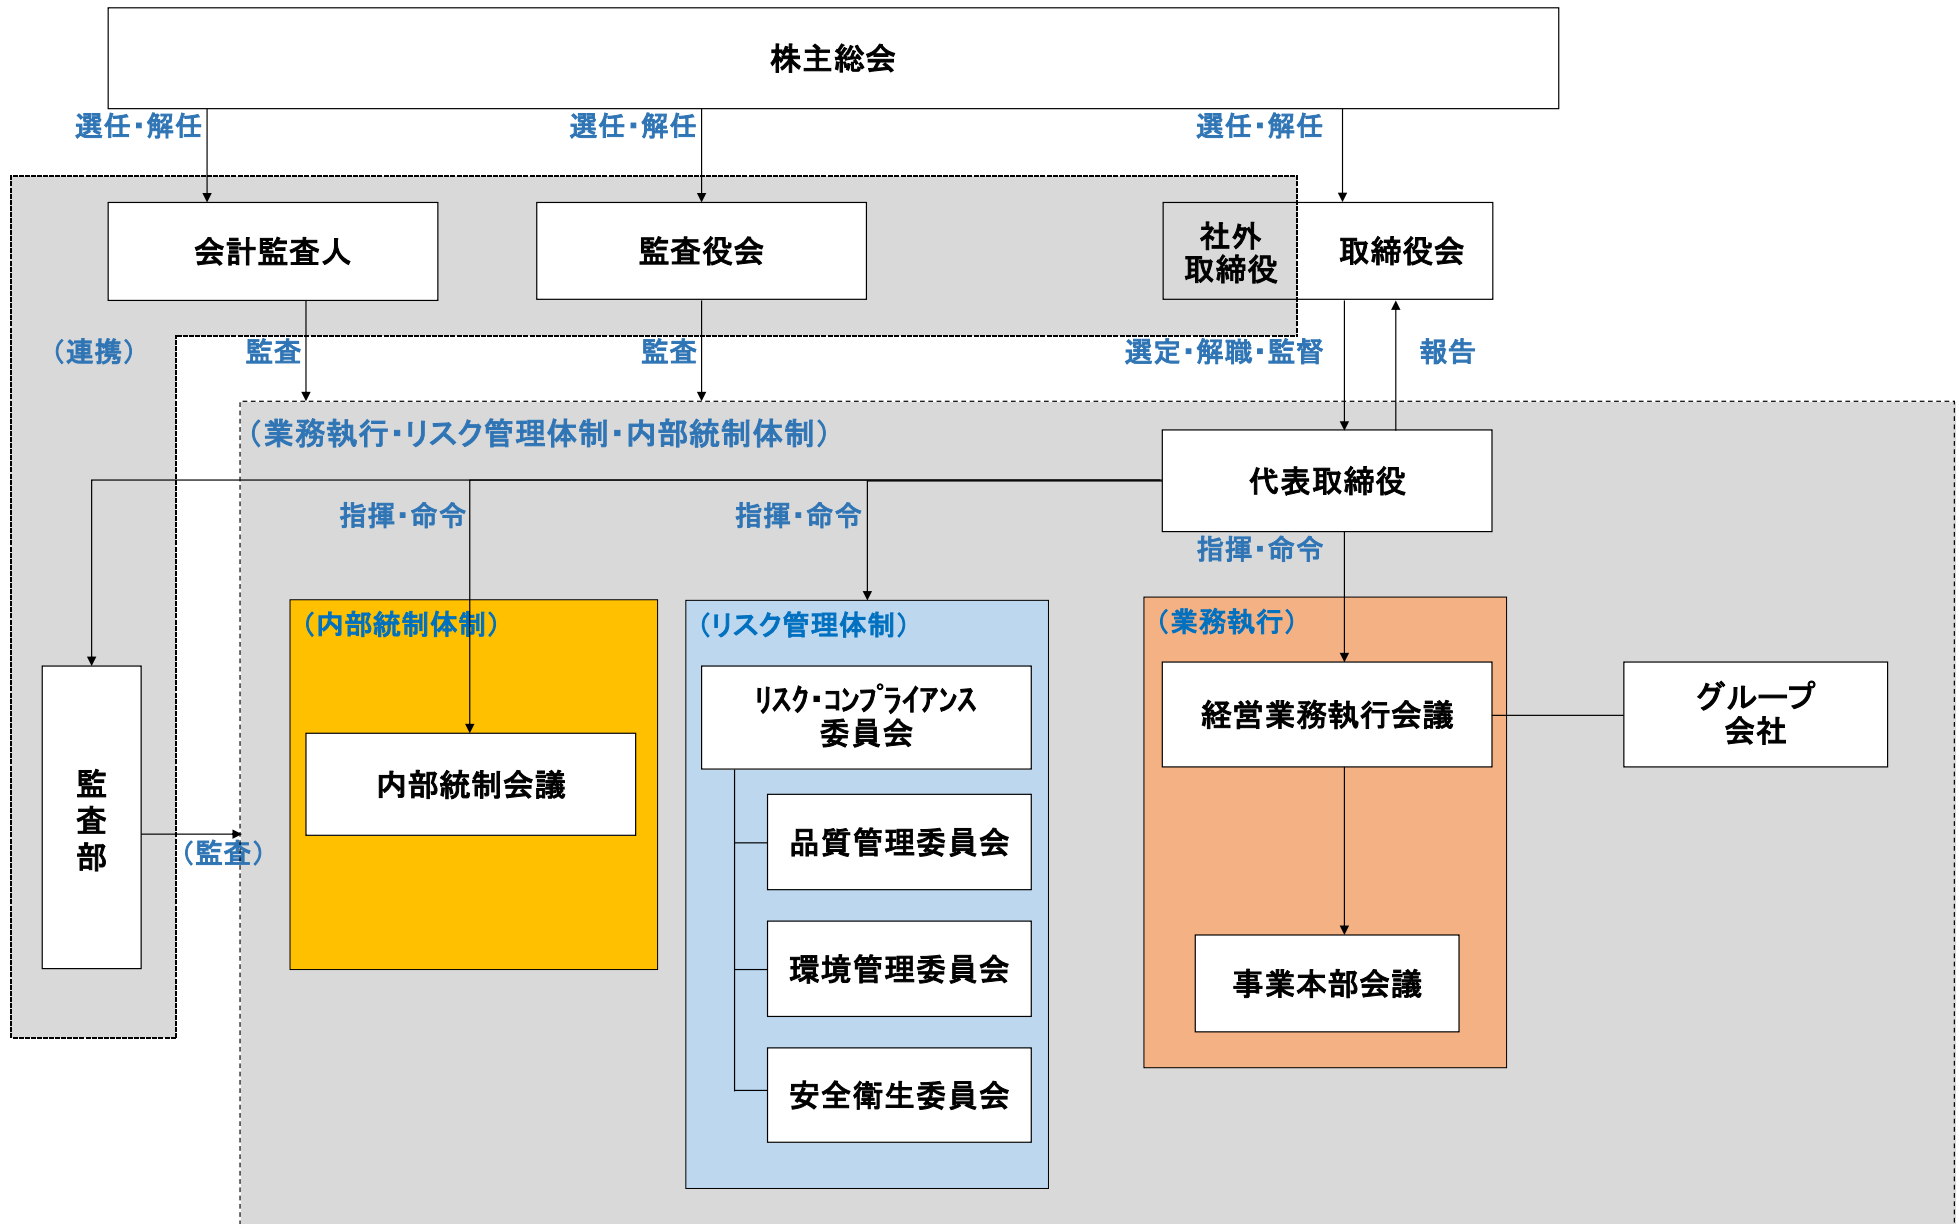 株主総会
選任・解任
選任・解任
選任・解任
会計監査人
監査役会
社外
取締役
取締役会
（連携）
監査
監査
選定・解職・監督
報告
（業務執行・リスク管理体制・内部統制体制）
代表取締役
指揮・命令
指揮・命令
指揮・命令
（内部統制体制）
（リスク管理体制）
（業務執行）
リスク・コンプライアンス
委員会
経営業務執行会議
グループ
会社
内部統制会議
監
査
部
（監査）
品質管理委員会
環境管理委員会
事業本部会議
安全衛生委員会